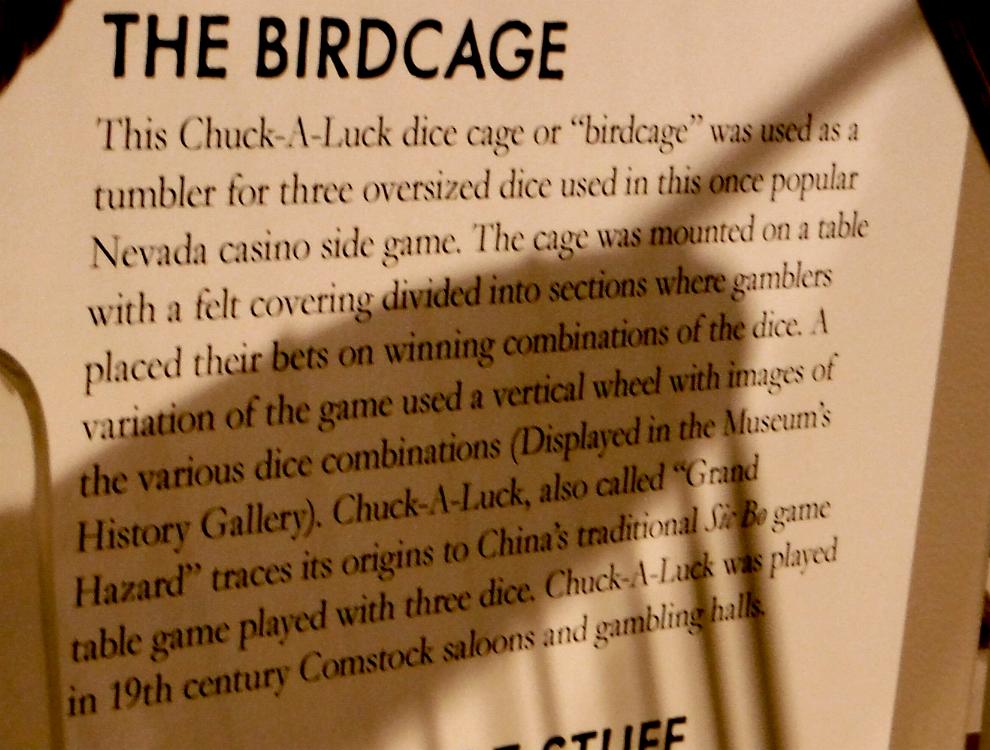 THE BIRDCAGE
This Chuck-A-Luck dice cage or “birdcage” was used as a
tumbler for three oversized dice used in this once popular
Nevada casino side game. The cage was mounted on a table
with a felt covering divided into sections where gamblers
placed their bets on winning combinations of the dice. A
variation of the game used a vertical wheel with images of
the various dice combinations (Displayed in the Museum’s
History Gallery). Chuck-A-Luck, also called “Grand
Hazard” traces its origins to China’s traditional Sic Bo game
table game played with three dice. Chuck-A-Luck was played
in 19th century Comstock saloons and gambling halls.
STUFF